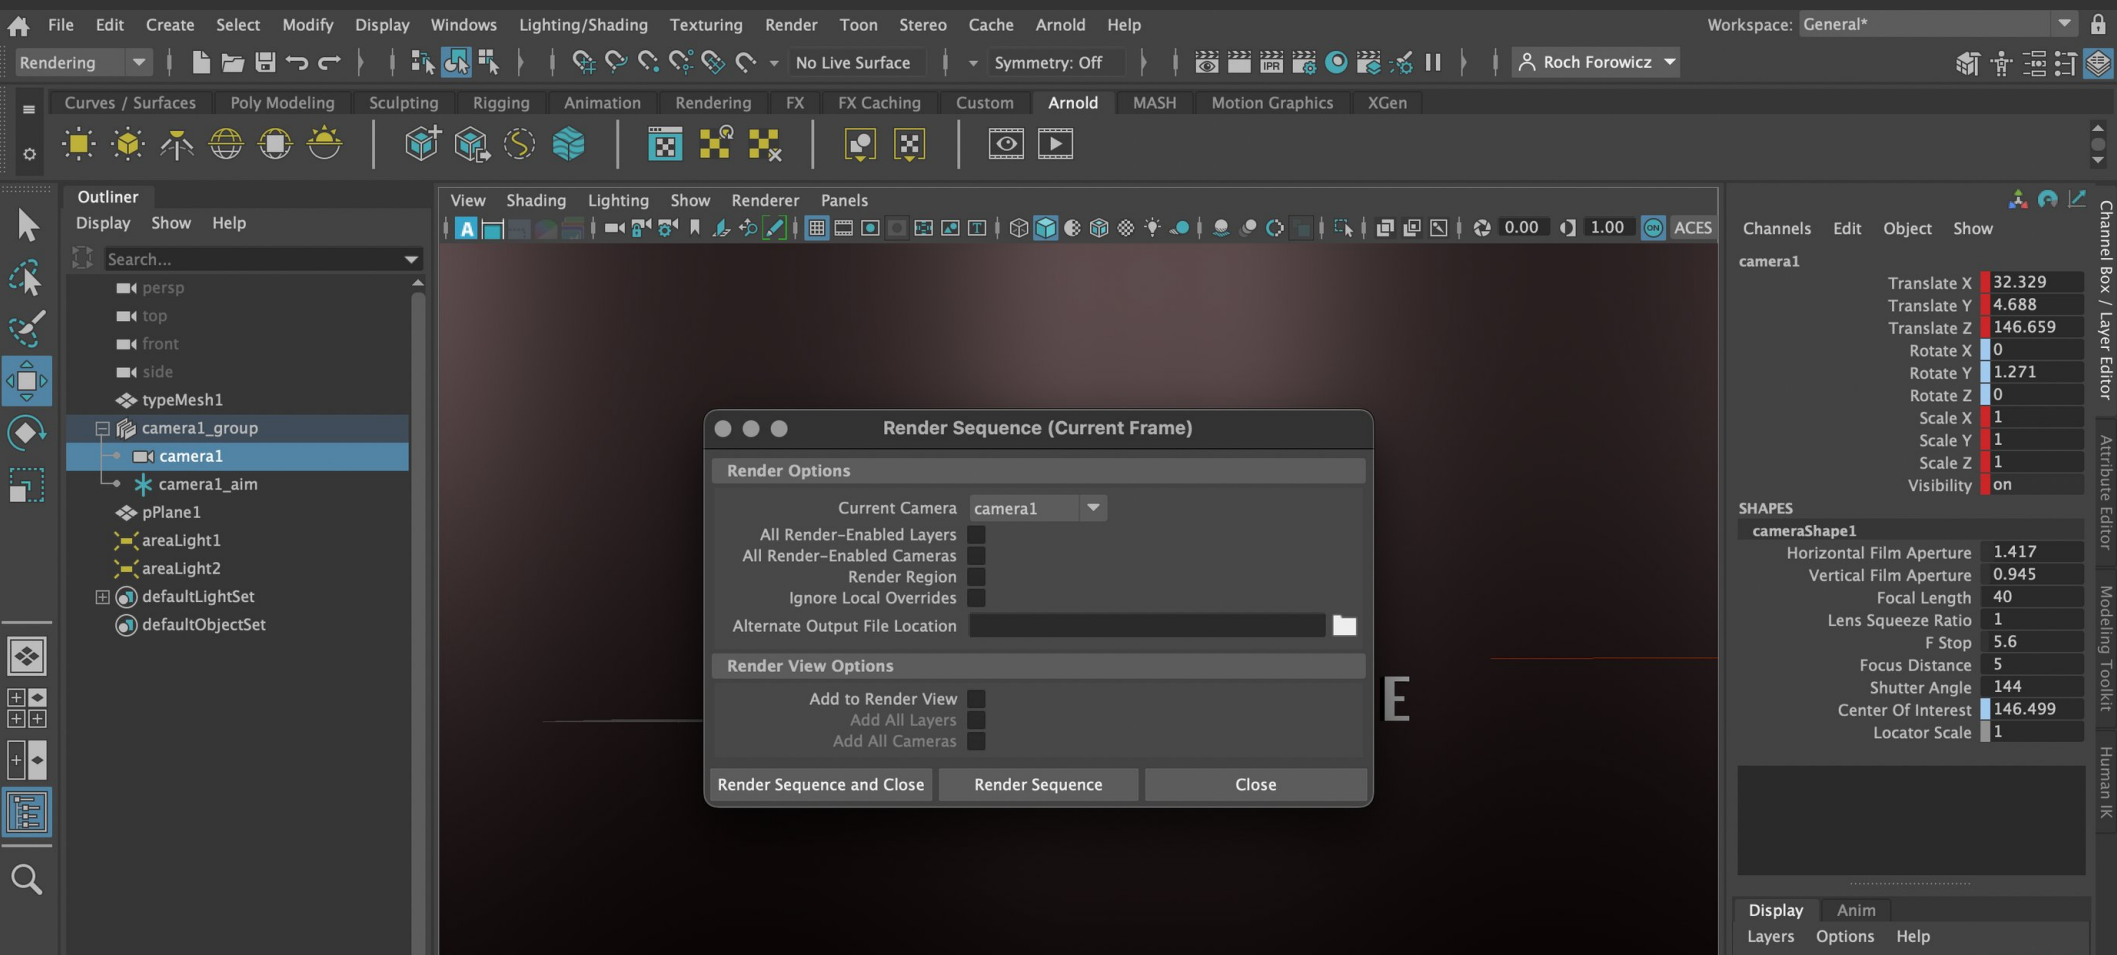 File Edit Create Select Modify Display Windows Lighting/Shading Texturing Render Toon Stereo Cache Arnold Help
Workspace: General*
Rendering
No Live Surface
Symmetry: Off
IPR
Roch Forowicz
Curves / Surfaces Poly Modeling Sculpting Rigging Animation Rendering FX FX Caching Custom Arnold MASH Motion Graphics XGen
Outliner
Display Show Help
Search...
persp
top
front
side
typeMesh1
camera1_group
camera1
camera1_aim
pPlane1
areaLight1
areaLight2
defaultLightSet
defaultObjectSet
View Shading Lighting Show Renderer Panels
A
T
0.00
1.00
ON
ACES
Render Sequence (Current Frame)
Render Options
Current Camera camera1
All Render-Enabled Layers
All Render-Enabled Cameras
Render Region
Ignore Local Overrides
Alternate Output File Location
Render View Options
Add to Render View
Add All Layers
Add All Cameras
Render Sequence and Close Render Sequence Close
E
Channels Edit Object Show
camera1
Translate X 32.329
Translate Y 4.688
Translate Z 146.659
Rotate X 0
Rotate Y 1.271
Rotate Z 0
Scale X 1
Scale Y 1
Scale Z 1
Visibility on
SHAPES
cameraShape1
Horizontal Film Aperture 1.417
Vertical Film Aperture 0.945
Focal Length 40
Lens Squeeze Ratio 1
F Stop 5.6
Focus Distance 5
Shutter Angle 144
Center Of Interest 146.499
Locator Scale 1
Display Anim
Layers Options Help
Channel Box / Layer Editor
Attribute Editor
Modeling Toolkit
Human IK